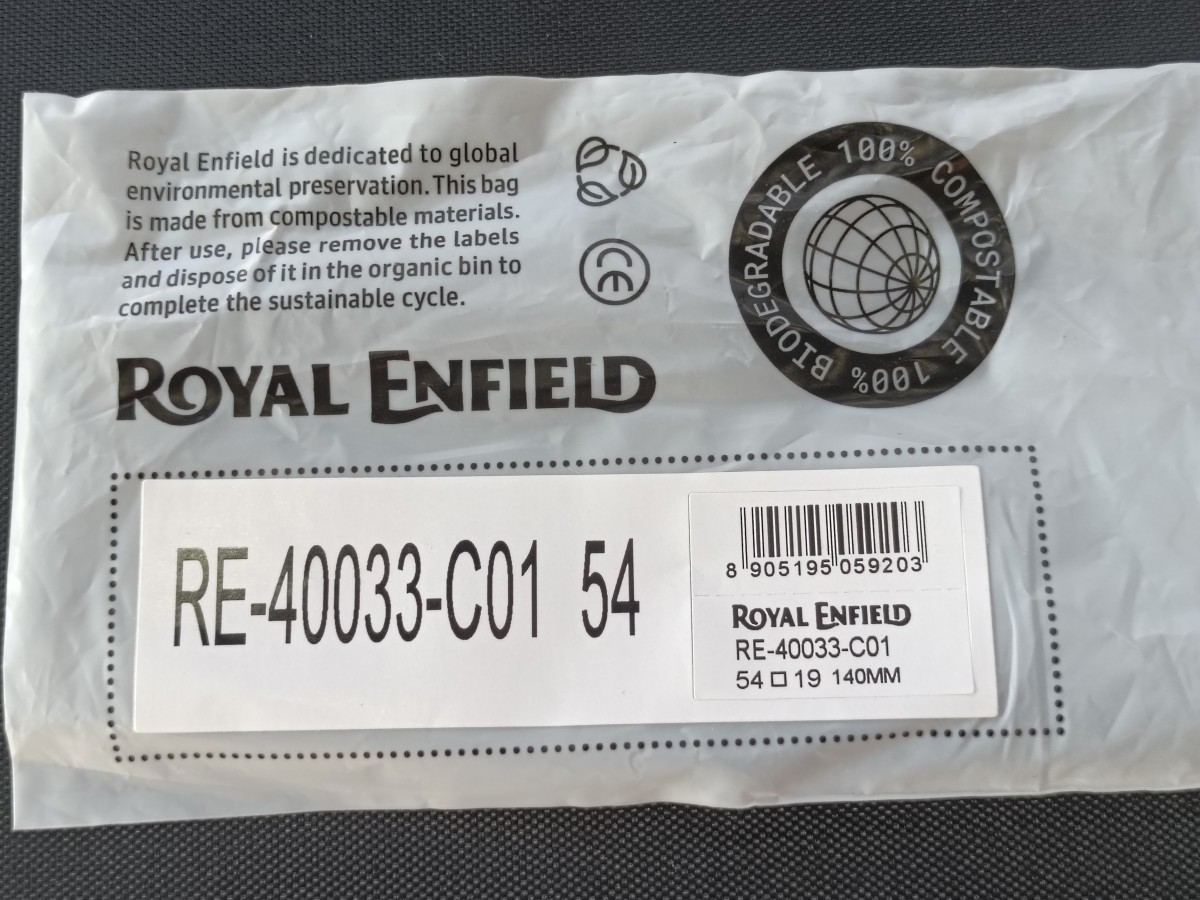 Royal Enfield is dedicated to global
environmental preservation. This bag
is made from compostable materials.
After use, please remove the labels
and dispose of it in the organic bin to
complete the sustainable cycle.
100% COMPOSTABLE
100% BIODEGRADABLE
ROYAL ENFIELD
RE-40033-C01 54
8 905195 059203
ROYAL ENFIELD
RE-40033-C01
54 □ 19 140MM